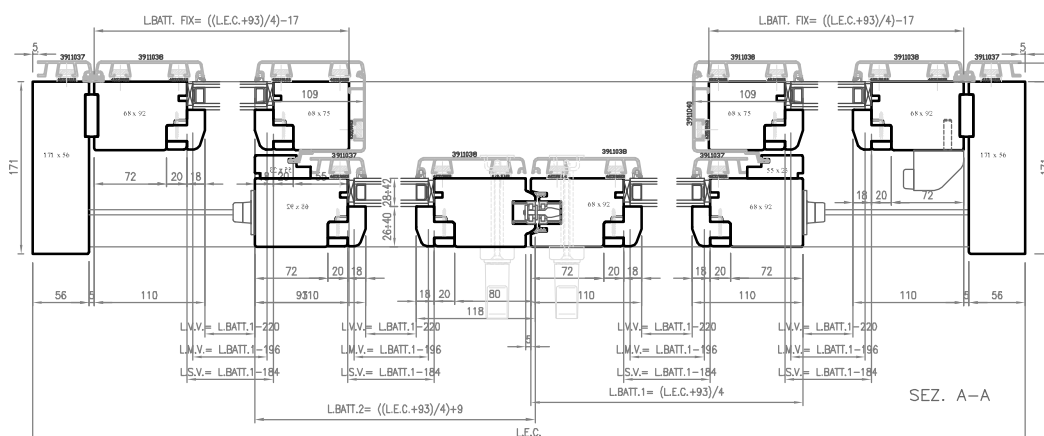 L.BATT. FIX= ((L.E.C.+93)/4)-17
L.BATT. FIX= ((L.E.C.+93)/4)-17
5
3911037
3911038
3911038
3911038
3911037
5
109
109
3911040
68 x 92
68 x 75
68 x 75
68 x 92
171
171 x 56
171 x 56
171
3911037
3911038
3911038
3911037
55 x 28
72
20
18
20
55
28÷42
26÷40
68 x 92
68 x 92
18
20
72
72
20
18
72
20
18
18
20
72
56
5
110
93
110
18
20
80
110
110
110
5
56
118
5
L.V.V.= L.BATT.1-220
L.V.V.= L.BATT.1-220
L.V.V.= L.BATT.1-220
L.V.V.= L.BATT.1-220
L.M.V.= L.BATT.1-196
L.M.V.= L.BATT.1-196
L.M.V.= L.BATT.1-196
L.M.V.= L.BATT.1-196
L.S.V.= L.BATT.1-184
L.S.V.= L.BATT.1-184
L.S.V.= L.BATT.1-184
L.S.V.= L.BATT.1-184
L.BATT.2= ((L.E.C.+93)/4)+9
L.BATT.1= (L.E.C.+93)/4
SEZ. A-A
L.E.C.